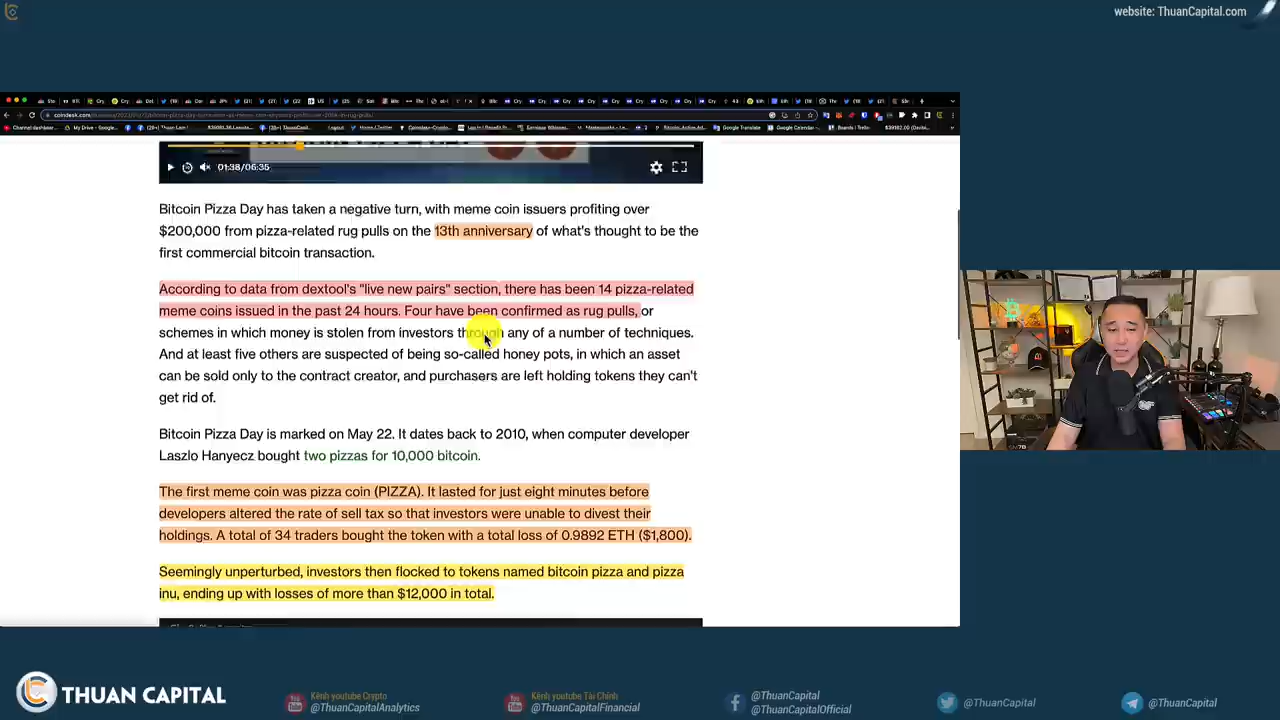 website: ThuanCapital.com
01:38/06:35
Bitcoin Pizza Day has taken a negative turn, with meme coin issuers profiting over
$200,000 from pizza-related rug pulls on the 13th anniversary of what's thought to be the
first commercial bitcoin transaction.
According to data from dextool's "live new pairs" section, there has been 14 pizza-related
meme coins issued in the past 24 hours. Four have been confirmed as rug pulls, or
schemes in which money is stolen from investors through any of a number of techniques.
And at least five others are suspected of being so-called honey pots, in which an asset
can be sold only to the contract creator, and purchasers are left holding tokens they can't
get rid of.
Bitcoin Pizza Day is marked on May 22. It dates back to 2010, when computer developer
Laszlo Hanyecz bought two pizzas for 10,000 bitcoin.
The first meme coin was pizza coin (PIZZA). It lasted for just eight minutes before
developers altered the rate of sell tax so that investors were unable to divest their
holdings. A total of 34 traders bought the token with a total loss of 0.9892 ETH ($1,800).
Seemingly unperturbed, investors then flocked to tokens named bitcoin pizza and pizza
inu, ending up with losses of more than $12,000 in total.
THUAN CAPITAL
Kênh youtube Crypto
@ThuanCapitalAnalytics
Kênh youtube Tài Chính
@ThuanCapitalFinancial
@ThuanCapital
@ThuanCapitalOfficial
@ThuanCapital
@ThuanCapital